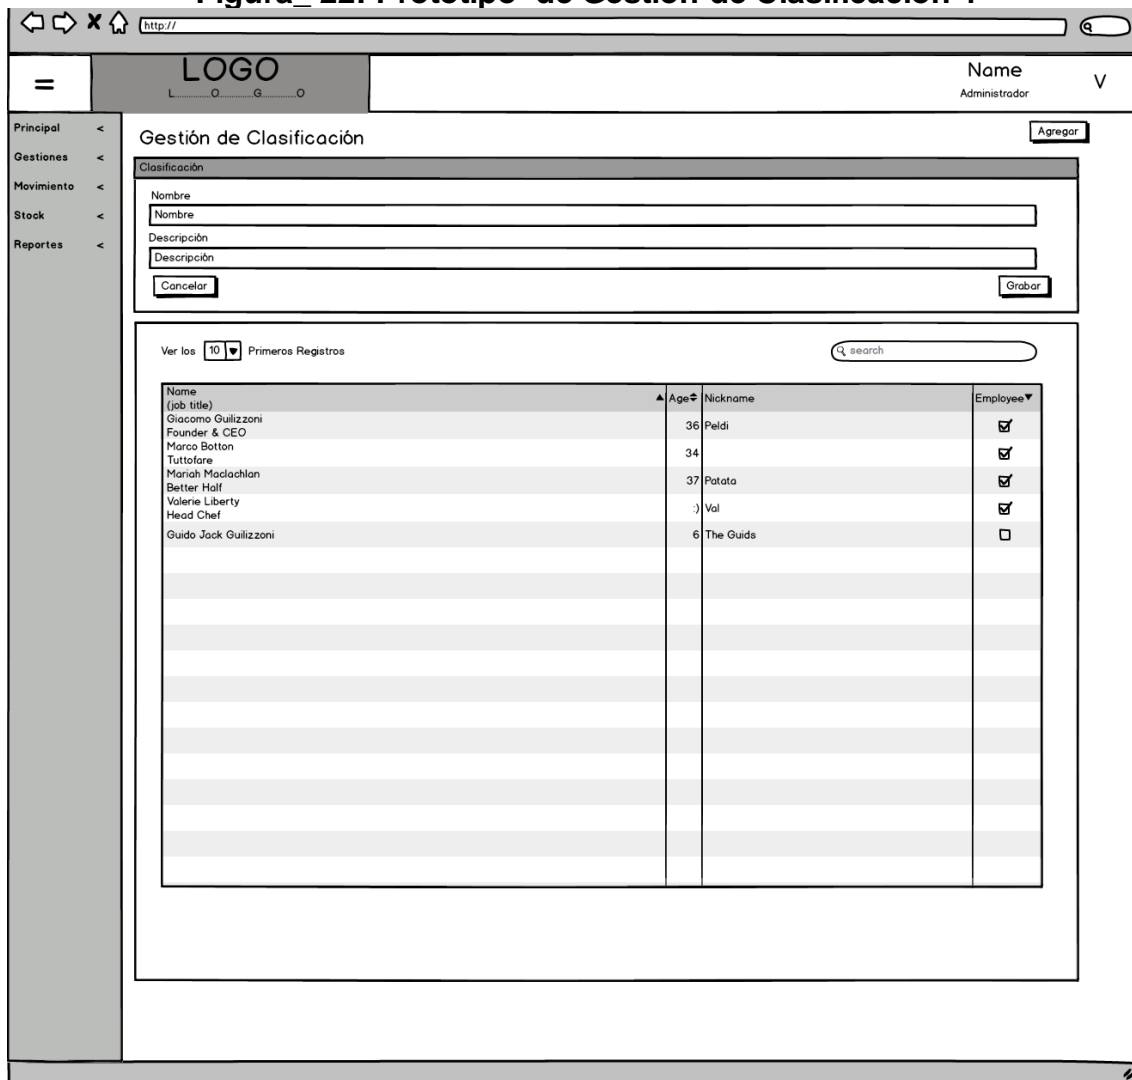 Figura_ 22. Prototipo de Gestión de Clasificación 1
http://
LOGO
L..............O.............G..............O
Name
Administrador
V
Principal <
Gestiones <
Movimiento <
Stock <
Reportes <
Gestión de Clasificación
Agregar
Clasificación
Nombre
Nombre
Descripción
Descripción
Cancelar
Grabar
Ver los 10 Primeros Registros
search
Name
(job title)
Age
Nickname
Employee
Giacomo Guilizzoni
Founder & CEO
36 Peldi
Marco Botton
Tuttofare
34
Mariah Maclachlan
Better Half
37 Patata
Valerie Liberty
Head Chef
:) Val
Guido Jack Guilizzoni
6 The Guids